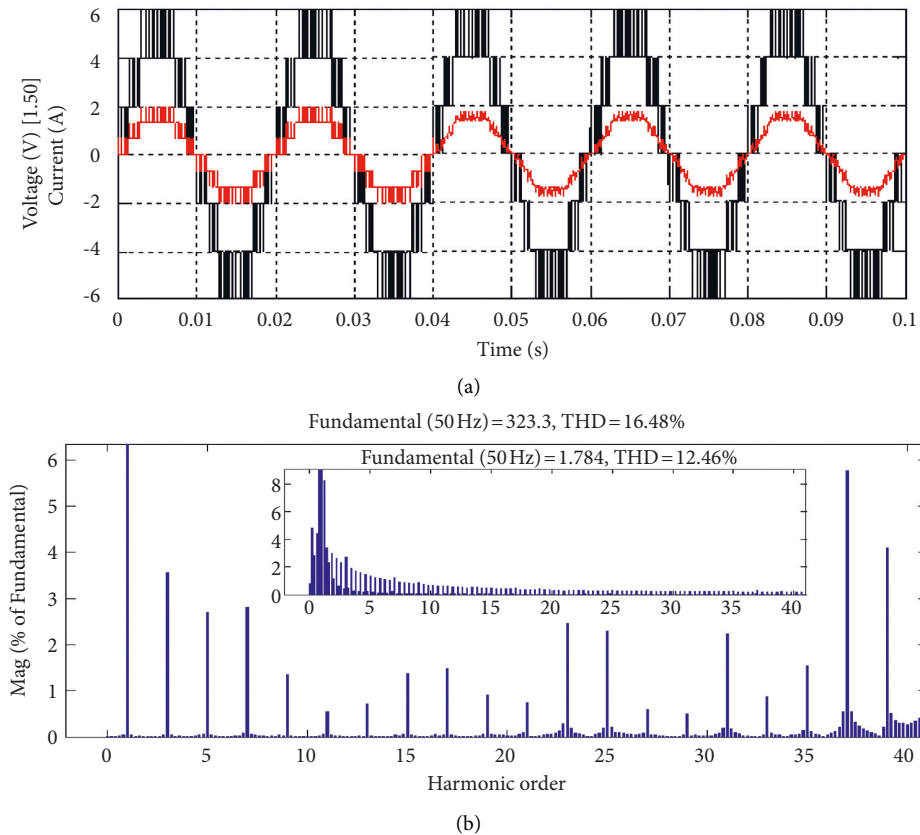 6
4
2
0
-2
-4
-6
Voltage (V) [1.50]
Current (A)
0 0.01 0.02 0.03 0.04 0.05 0.06 0.07 0.08 0.09 0.1
Time (s)
(a)
Fundamental (50 Hz) = 323.3, THD = 16.48%
Fundamental (50 Hz) = 1.784, THD = 12.46%
8
6
4
2
0
0 5 10 15 20 25 30 35 40
6
5
4
3
2
1
0
Mag (% of Fundamental)
0 5 10 15 20 25 30 35 40
Harmonic order
(b)